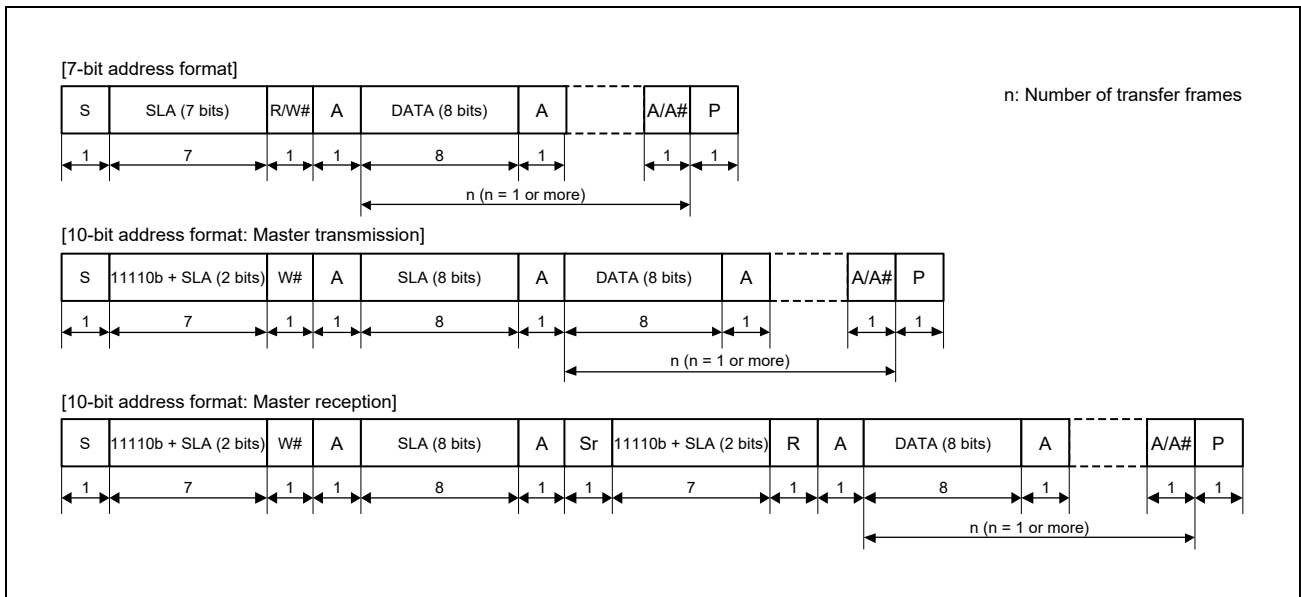 [7-bit address format]
n: Number of transfer frames
S SLA (7 bits) R/W# A DATA (8 bits) A A/A# P
1 7 1 1 8 1 1 1
n (n = 1 or more)
[10-bit address format: Master transmission]
S 11110b + SLA (2 bits) W# A SLA (8 bits) A DATA (8 bits) A A/A# P
1 7 1 1 8 1 8 1 1 1
n (n = 1 or more)
[10-bit address format: Master reception]
S 11110b + SLA (2 bits) W# A SLA (8 bits) A Sr 11110b + SLA (2 bits) R A DATA (8 bits) A A/A# P
1 7 1 1 8 1 1 7 1 1 8 1 1 1
n (n = 1 or more)